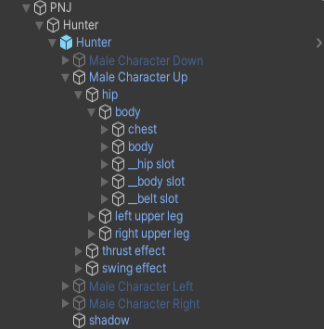 PNJ
Hunter
Hunter
Male Character Down
Male Character Up
hip
body
chest
body
__hip slot
__body slot
__belt slot
left upper leg
right upper leg
thrust effect
swing effect
Male Character Left
Male Character Right
shadow